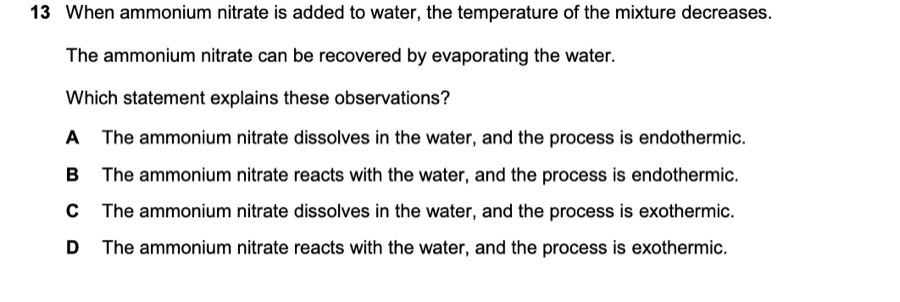 13 When ammonium nitrate is added to water, the temperature of the mixture decreases.
The ammonium nitrate can be recovered by evaporating the water.
Which statement explains these observations?
A The ammonium nitrate dissolves in the water, and the process is endothermic.
B The ammonium nitrate reacts with the water, and the process is endothermic.
C The ammonium nitrate dissolves in the water, and the process is exothermic.
D The ammonium nitrate reacts with the water, and the process is exothermic.